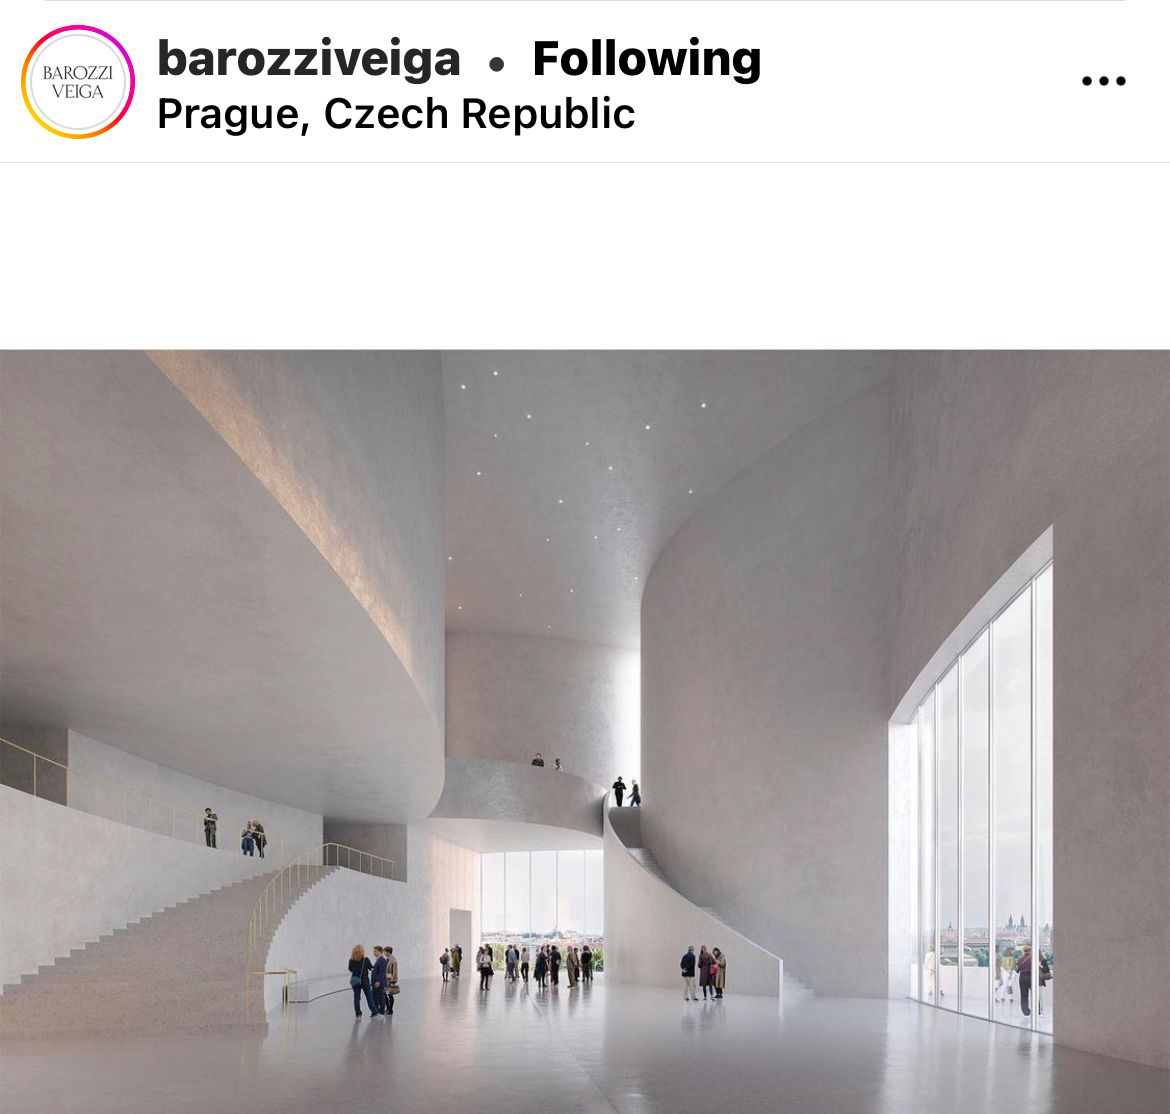 BAROZZI
VEIGA
barozziveiga • Following
Prague, Czech Republic